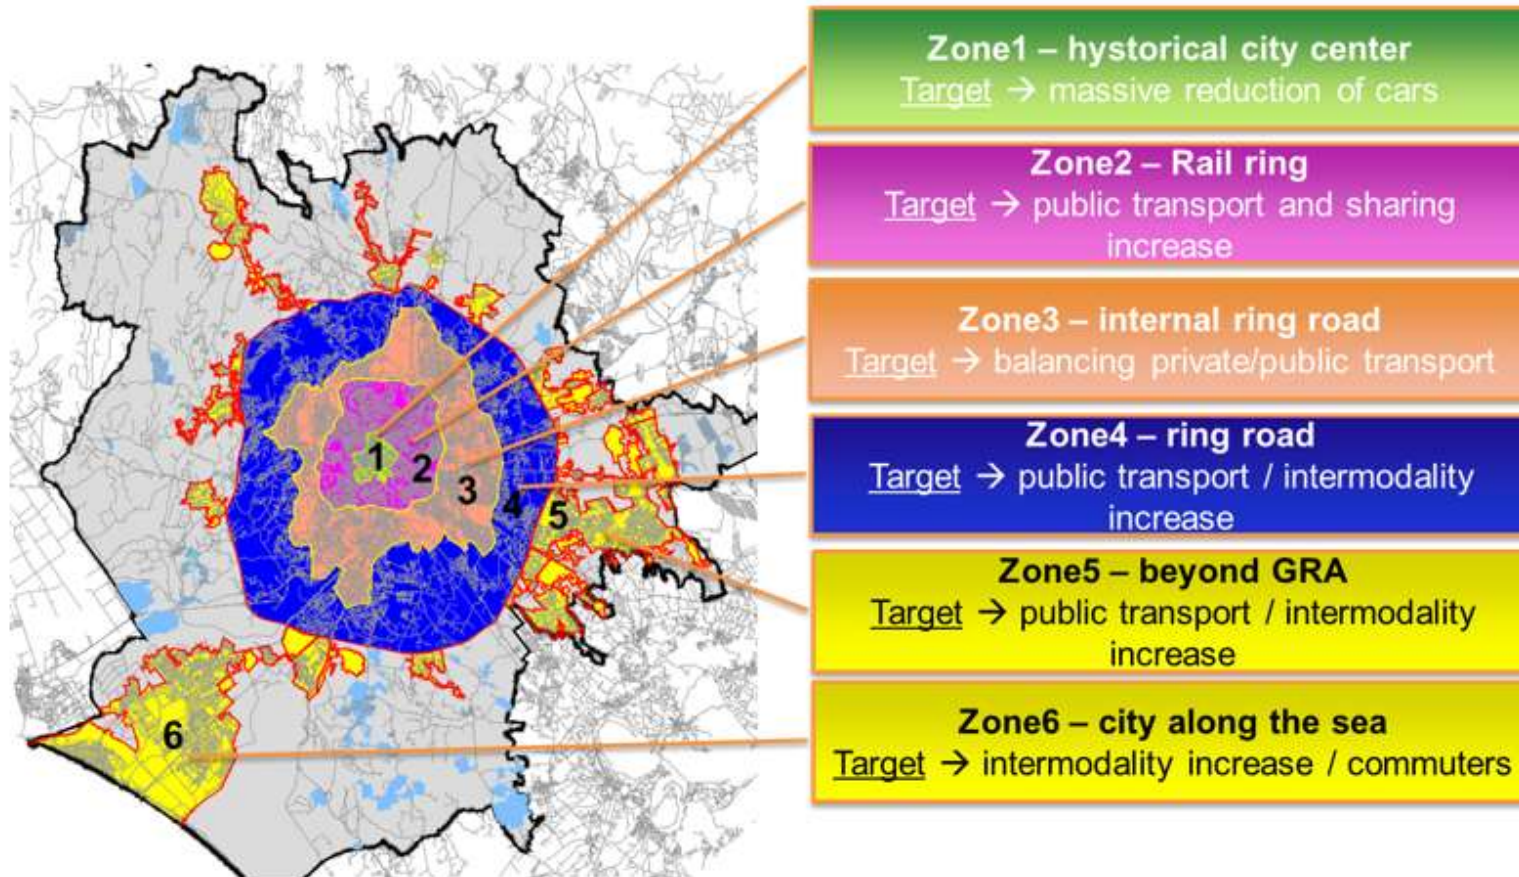 Zone1 – hystorical city center
Target → massive reduction of cars
Zone2 – Rail ring
Target → public transport and sharing
increase
Zone3 – internal ring road
Target → balancing private/public transport
Zone4 – ring road
Target → public transport / intermodality
increase
Zone5 – beyond GRA
Target → public transport / intermodality
increase
Zone6 – city along the sea
Target → intermodality increase / commuters
1
2
3
4
5
6